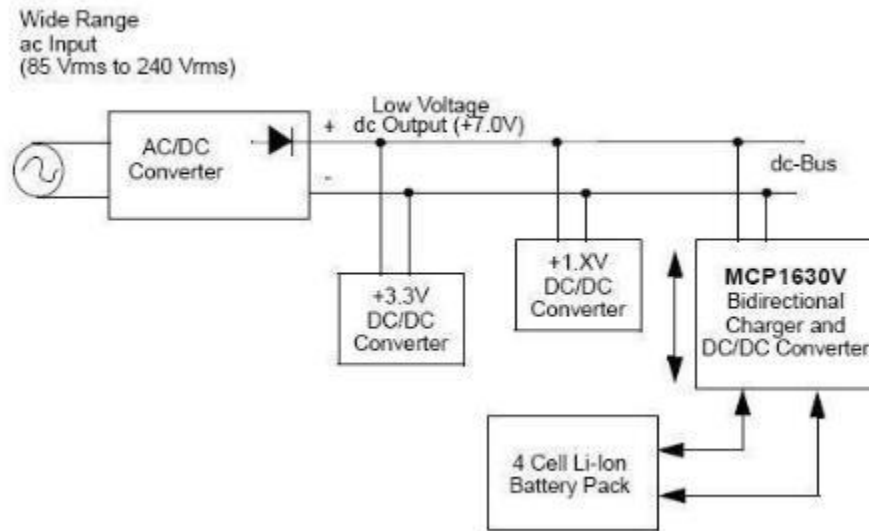 Wide Range
ac Input
(85 Vrms to 240 Vrms)
Low Voltage
dc Output (+7.0V)
+
-
AC/DC
Converter
dc-Bus
+3.3V
DC/DC
Converter
+1.XV
DC/DC
Converter
MCP1630V
Bidirectional
Charger and
DC/DC Converter
4 Cell Li-Ion
Battery Pack